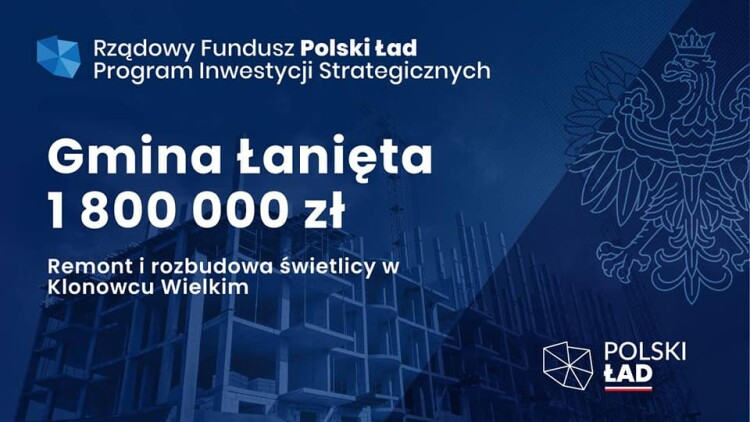 Rządowy Fundusz Polski Ład
Program Inwestycji Strategicznych
Gmina Łanięta
1 800 000 zł
Remont i rozbudowa świetlicy w
Klonowcu Wielkim
POLSKI
ŁAD